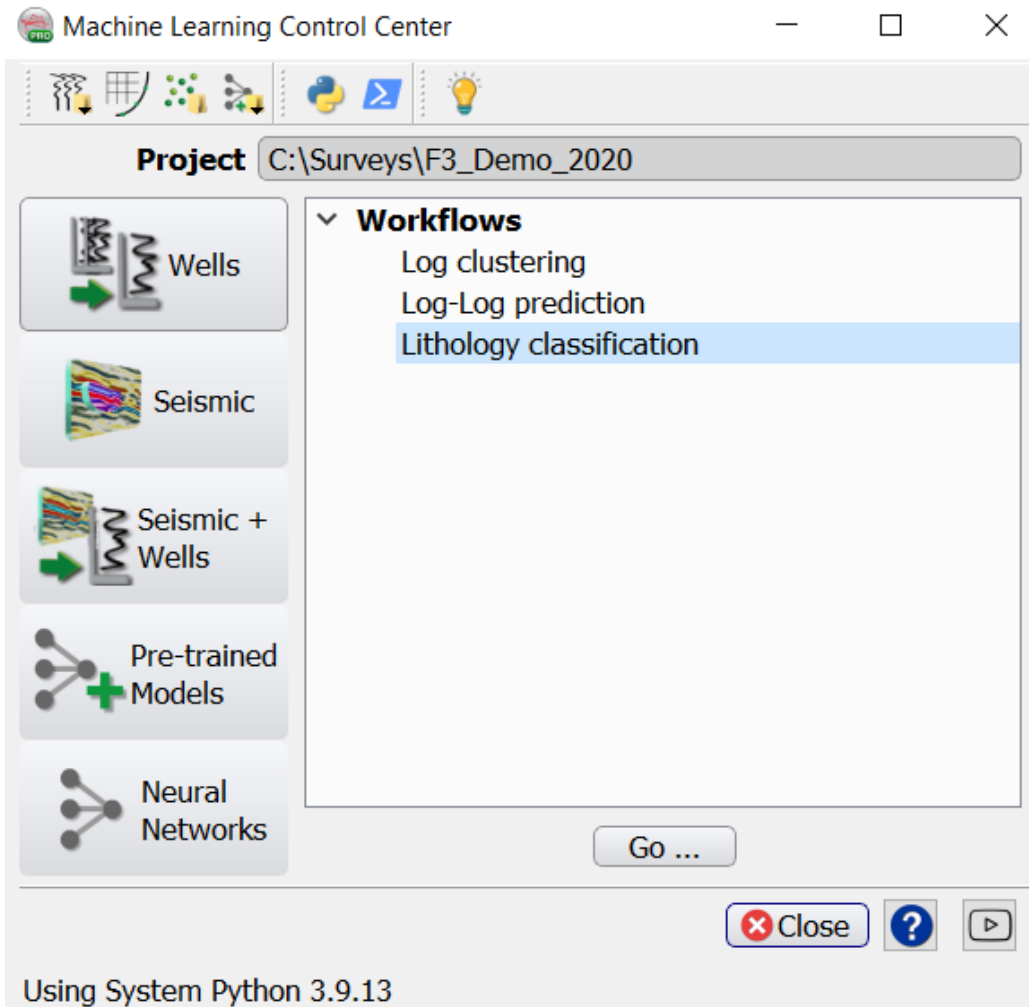 Machine Learning Control Center
PRO
Project C:\Surveys\F3_Demo_2020
Wells
Seismic
Seismic +
Wells
Pre-trained
Models
Neural
Networks
Workflows
Log clustering
Log-Log prediction
Lithology classification
Go ...
Close
?
Using System Python 3.9.13